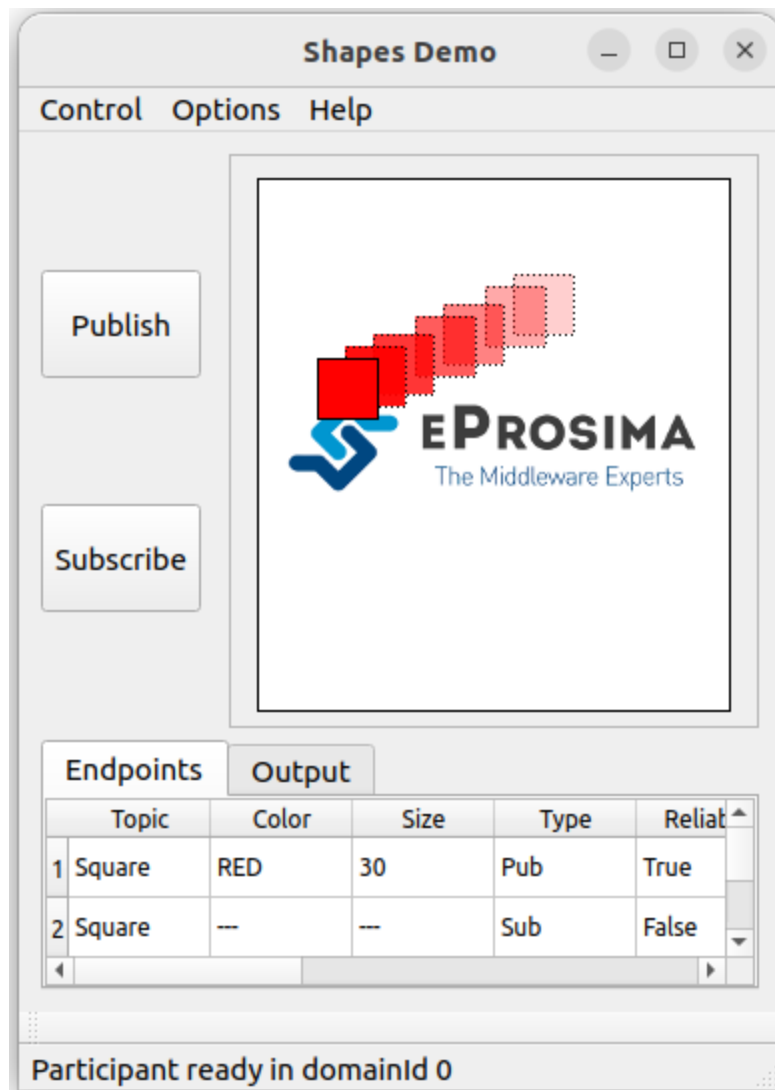 Shapes Demo
Control Options Help
Publish
EPROSIMA
The Middleware Experts
Subscribe
Endpoints Output
Topic Color Size Type Reliat
1 Square RED 30 Pub True
2 Square --- --- Sub False
Participant ready in domainId 0